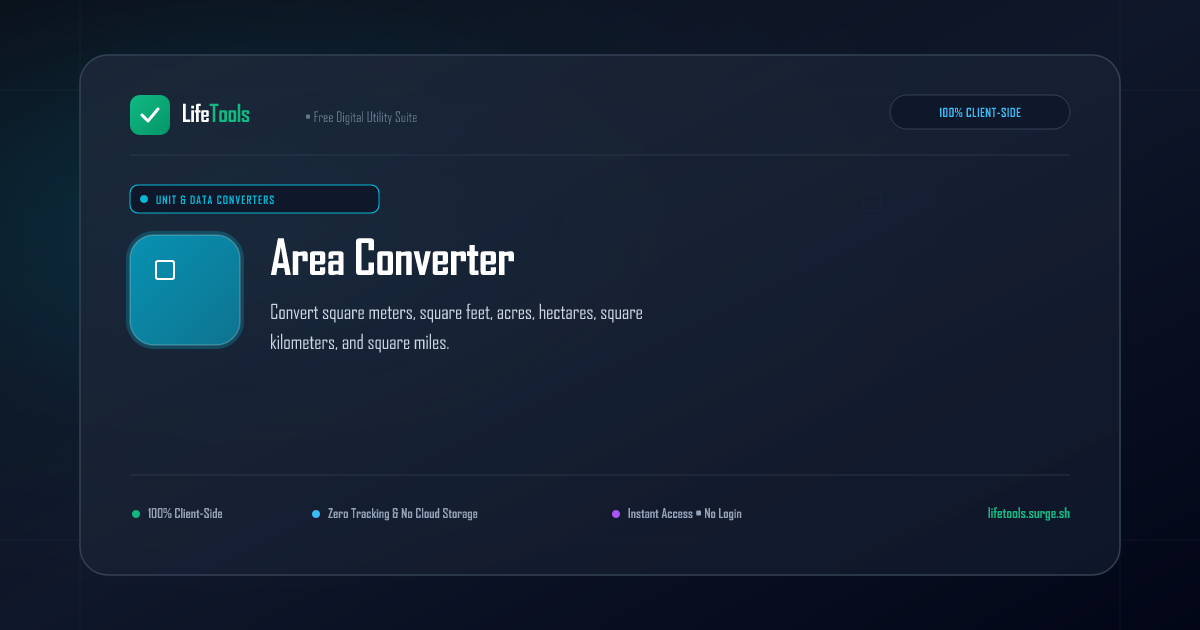 LifeTools
▪ Free Digital Utility Suite
100% CLIENT-SIDE
UNIT & DATA CONVERTERS
Area Converter
Convert square meters, square feet, acres, hectares, square
kilometers, and square miles.
100% Client-Side
Zero Tracking & No Cloud Storage
Instant Access ▪ No Login
lifetools.surge.sh